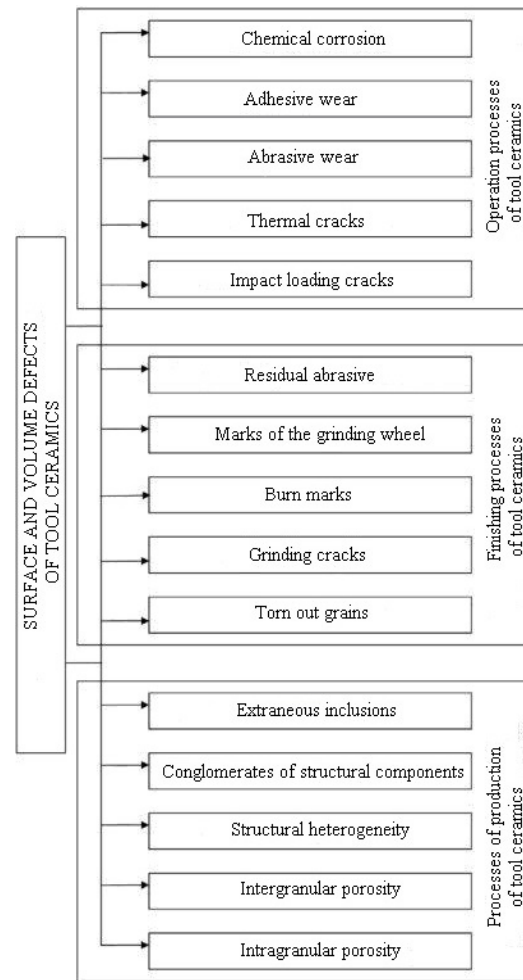 SURFACE AND VOLUME DEFECTS
OF TOOL CERAMICS
Chemical corrosion
Adhesive wear
Abrasive wear
Thermal cracks
Impact loading cracks
Operation processes
of tool ceramics
Residual abrasive
Marks of the grinding wheel
Burn marks
Grinding cracks
Torn out grains
Finishing processes
of tool ceramics
Extraneous inclusions
Conglomerates of structural components
Structural heterogeneity
Intergranular porosity
Intragranular porosity
Processes of production
of tool ceramics